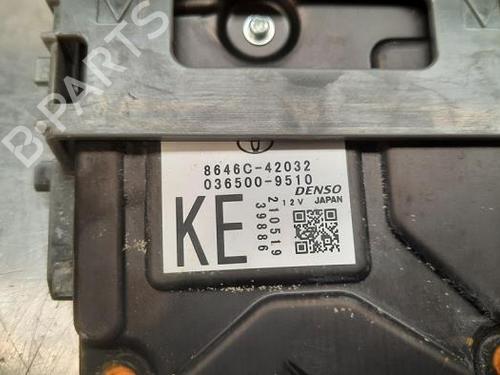 B-PARTS
8646C-42032
036500-9510
DENSO
12V JAPAN
KE
210519
39886